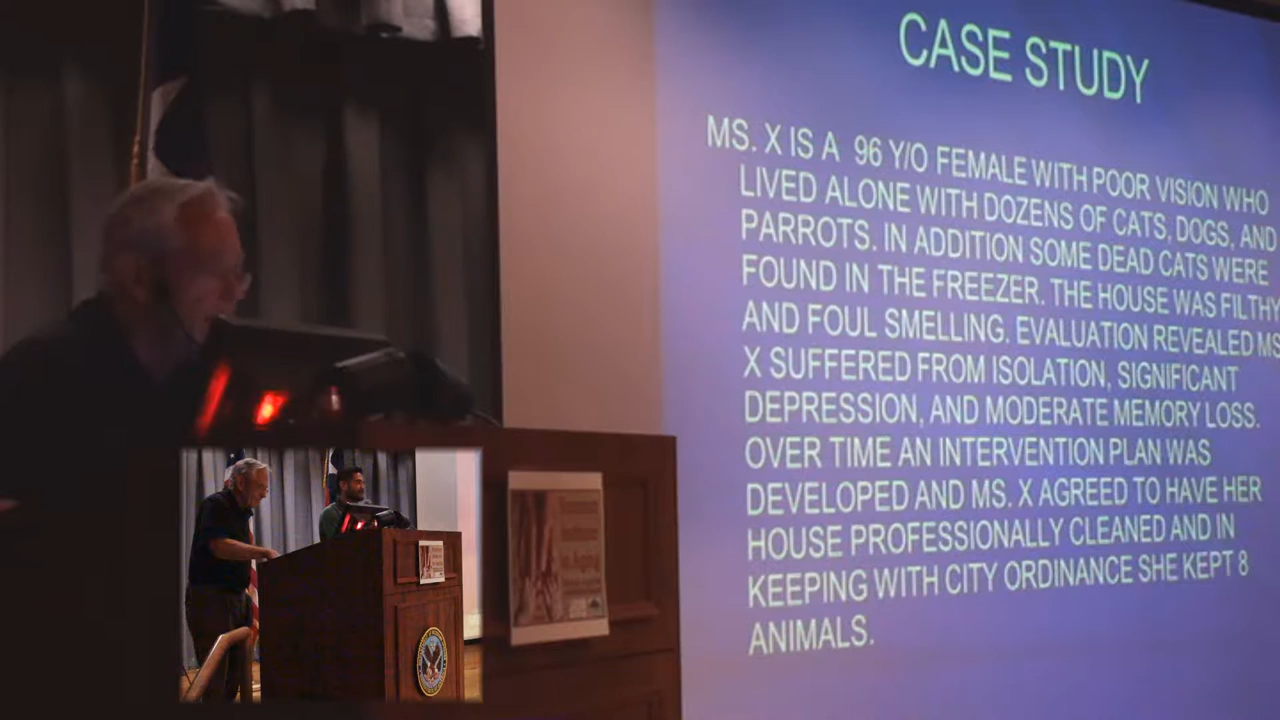 CASE STUDY
MS. X IS A 96 Y/O FEMALE WITH POOR VISION WHO
LIVED ALONE WITH DOZENS OF CATS, DOGS, AND
PARROTS. IN ADDITION SOME DEAD CATS WERE
FOUND IN THE FREEZER. THE HOUSE WAS FILTHY
AND FOUL SMELLING. EVALUATION REVEALED MS
X SUFFERED FROM ISOLATION, SIGNIFICANT
DEPRESSION, AND MODERATE MEMORY LOSS.
OVER TIME AN INTERVENTION PLAN WAS
DEVELOPED AND MS. X AGREED TO HAVE HER
HOUSE PROFESSIONALLY CLEANED AND IN
KEEPING WITH CITY ORDINANCE SHE KEPT 8
ANIMALS.